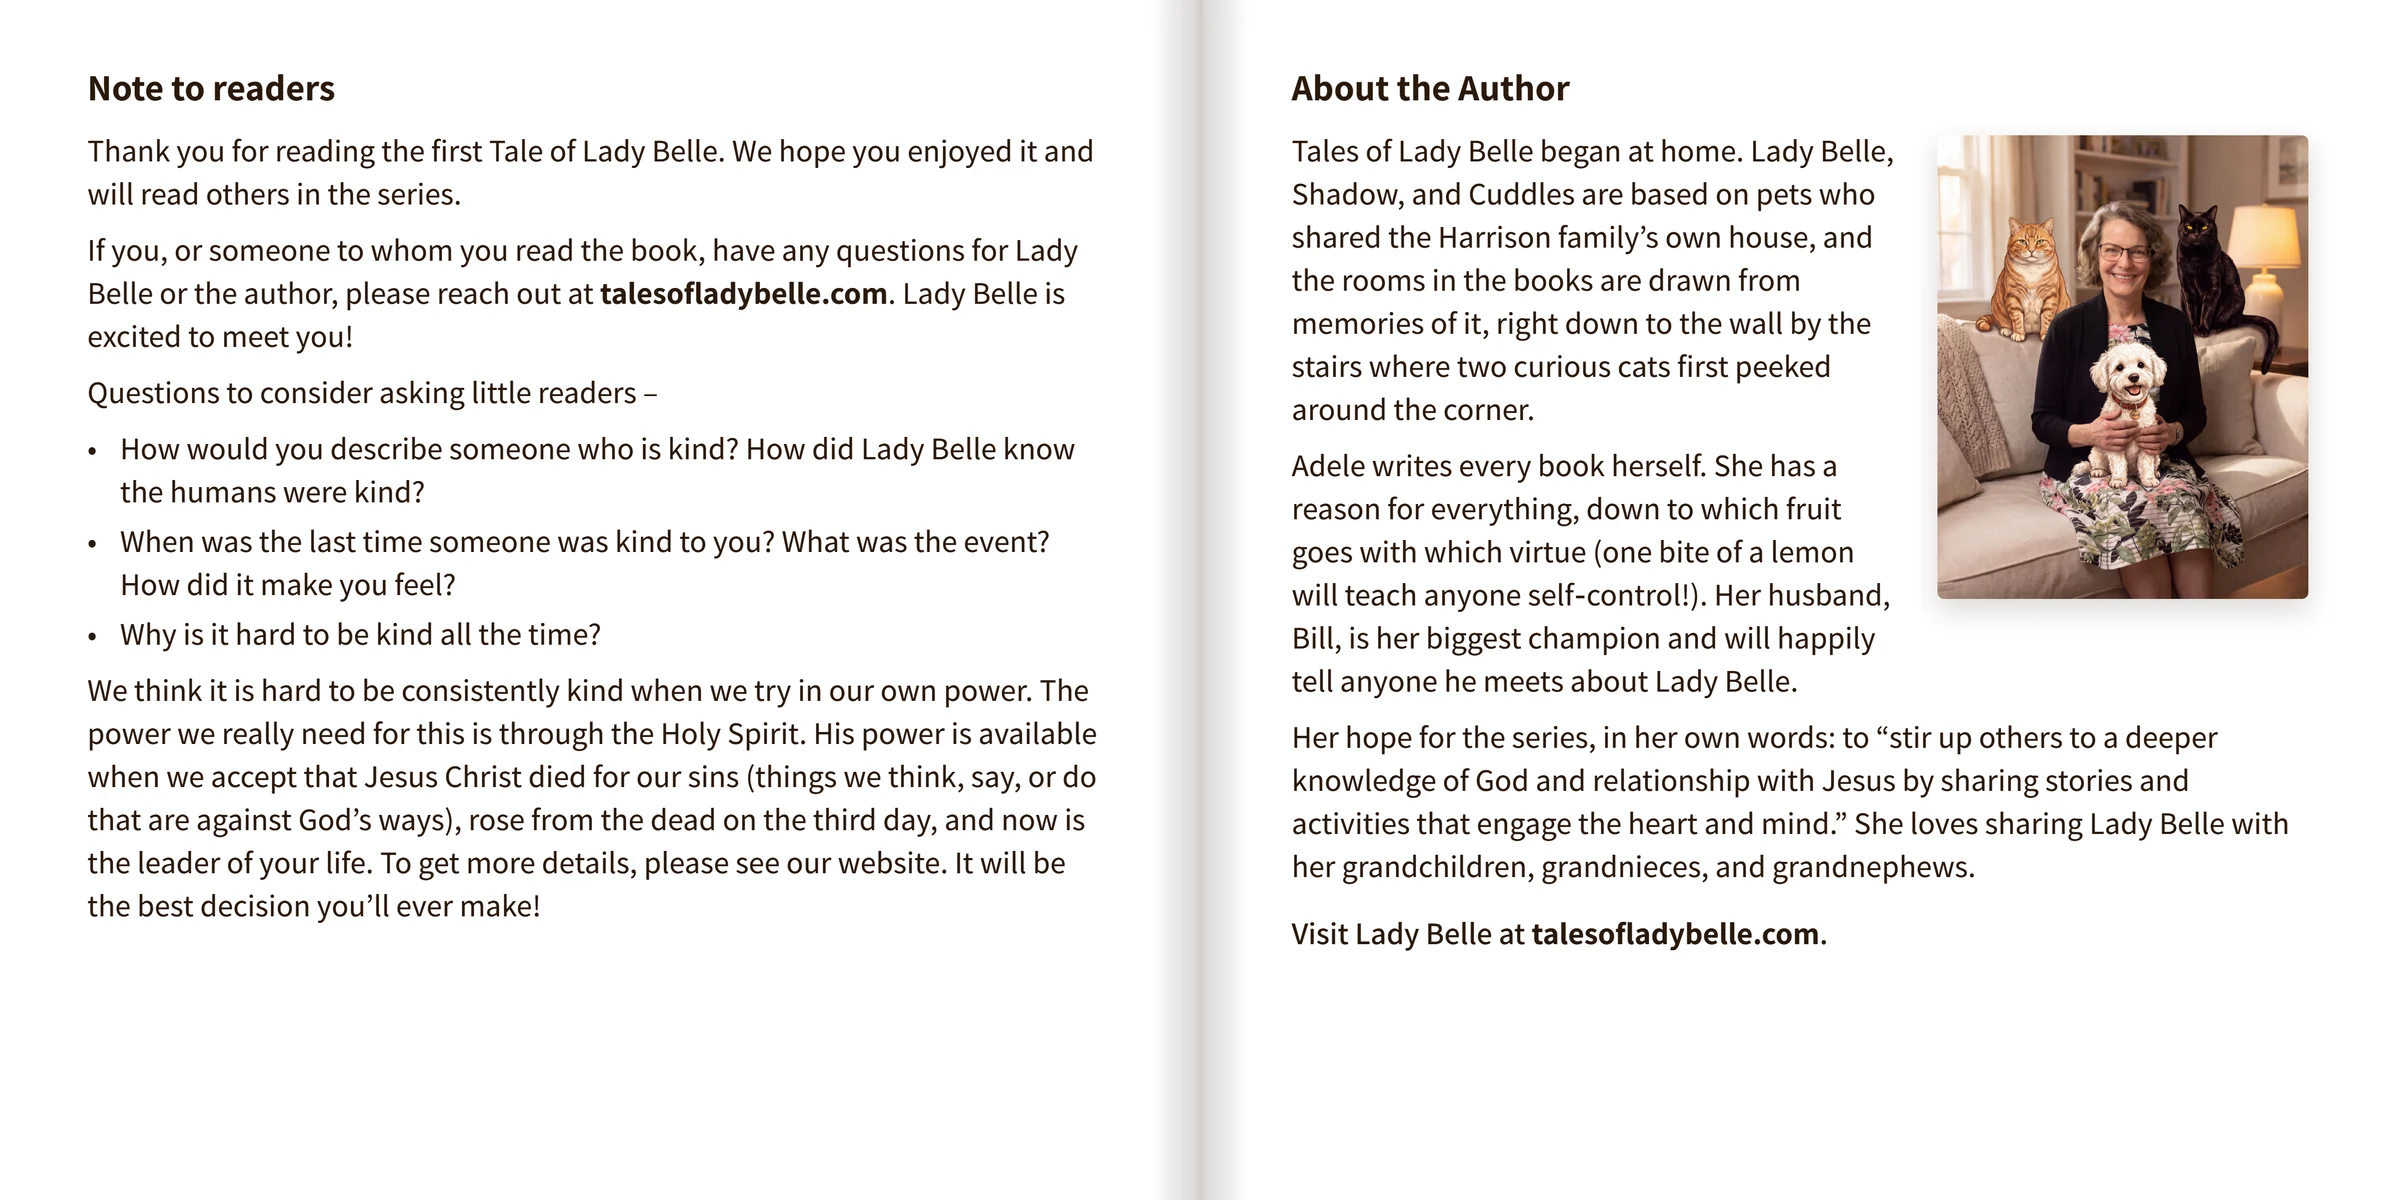 Note to readers
Thank you for reading the first Tale of Lady Belle. We hope you enjoyed it and
will read others in the series.
If you, or someone to whom you read the book, have any questions for Lady
Belle or the author, please reach out at talesofladybelle.com. Lady Belle is
excited to meet you!
Questions to consider asking little readers –
• How would you describe someone who is kind? How did Lady Belle know
the humans were kind?
• When was the last time someone was kind to you? What was the event?
How did it make you feel?
• Why is it hard to be kind all the time?
We think it is hard to be consistently kind when we try in our own power. The
power we really need for this is through the Holy Spirit. His power is available
when we accept that Jesus Christ died for our sins (things we think, say, or do
that are against God’s ways), rose from the dead on the third day, and now is
the leader of your life. To get more details, please see our website. It will be
the best decision you’ll ever make!
About the Author
Tales of Lady Belle began at home. Lady Belle,
Shadow, and Cuddles are based on pets who
shared the Harrison family’s own house, and
the rooms in the books are drawn from
memories of it, right down to the wall by the
stairs where two curious cats first peeked
around the corner.
Adele writes every book herself. She has a
reason for everything, down to which fruit
goes with which virtue (one bite of a lemon
will teach anyone self-control!). Her husband,
Bill, is her biggest champion and will happily
tell anyone he meets about Lady Belle.
Her hope for the series, in her own words: to “stir up others to a deeper
knowledge of God and relationship with Jesus by sharing stories and
activities that engage the heart and mind.” She loves sharing Lady Belle with
her grandchildren, grandnieces, and grandnephews.
Visit Lady Belle at talesofladybelle.com.